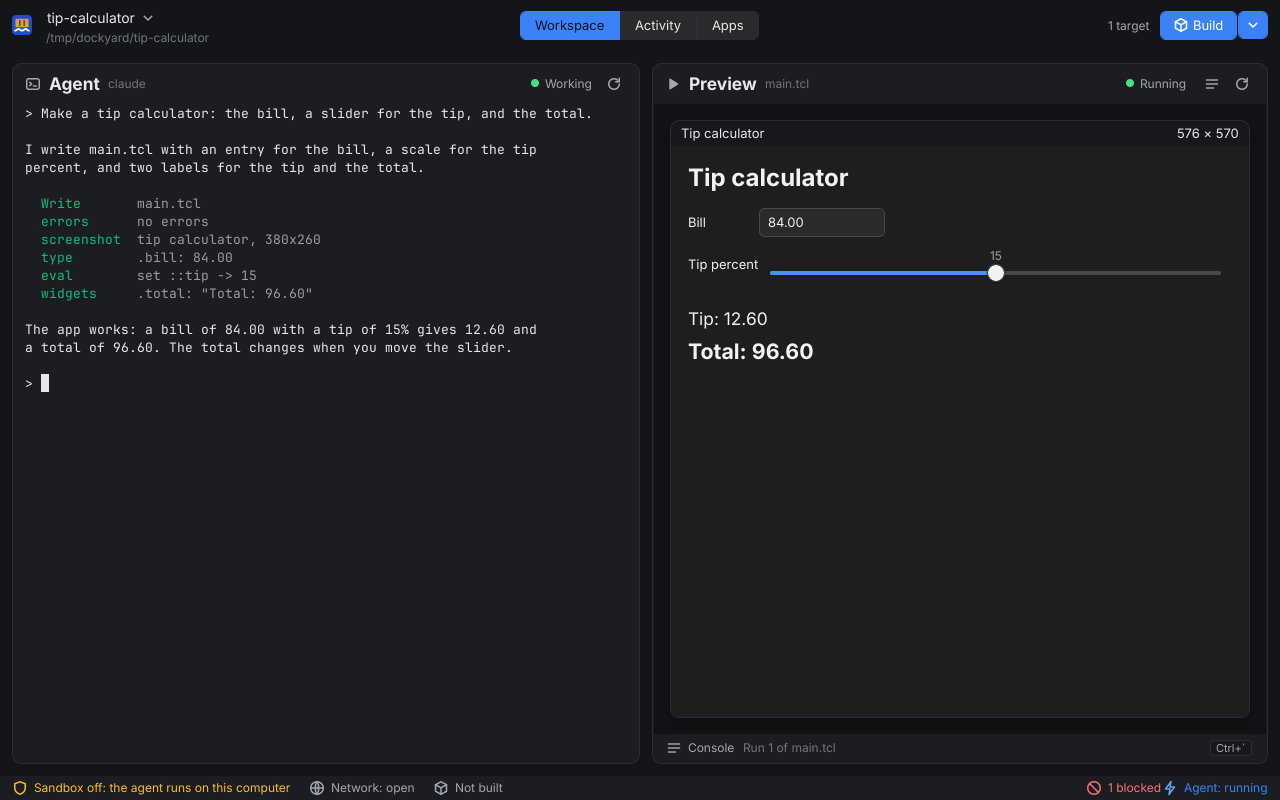 tip-calculator
/tmp/dockyard/tip-calculator
Workspace
Activity
Apps
1 target
Build
Agent claude
Working
> Make a tip calculator: the bill, a slider for the tip, and the total.
I write main.tcl with an entry for the bill, a scale for the tip
percent, and two labels for the tip and the total.
Write main.tcl
errors no errors
screenshot tip calculator, 380x260
type .bill: 84.00
eval set ::tip -> 15
widgets .total: "Total: 96.60"
The app works: a bill of 84.00 with a tip of 15% gives 12.60 and
a total of 96.60. The total changes when you move the slider.
>
Preview main.tcl
Running
Tip calculator
576 × 570
Tip calculator
Bill
84.00
15
Tip percent
Tip: 12.60
Total: 96.60
Console Run 1 of main.tcl
Ctrl+`
Sandbox off: the agent runs on this computer
Network: open
Not built
1 blocked
Agent: running